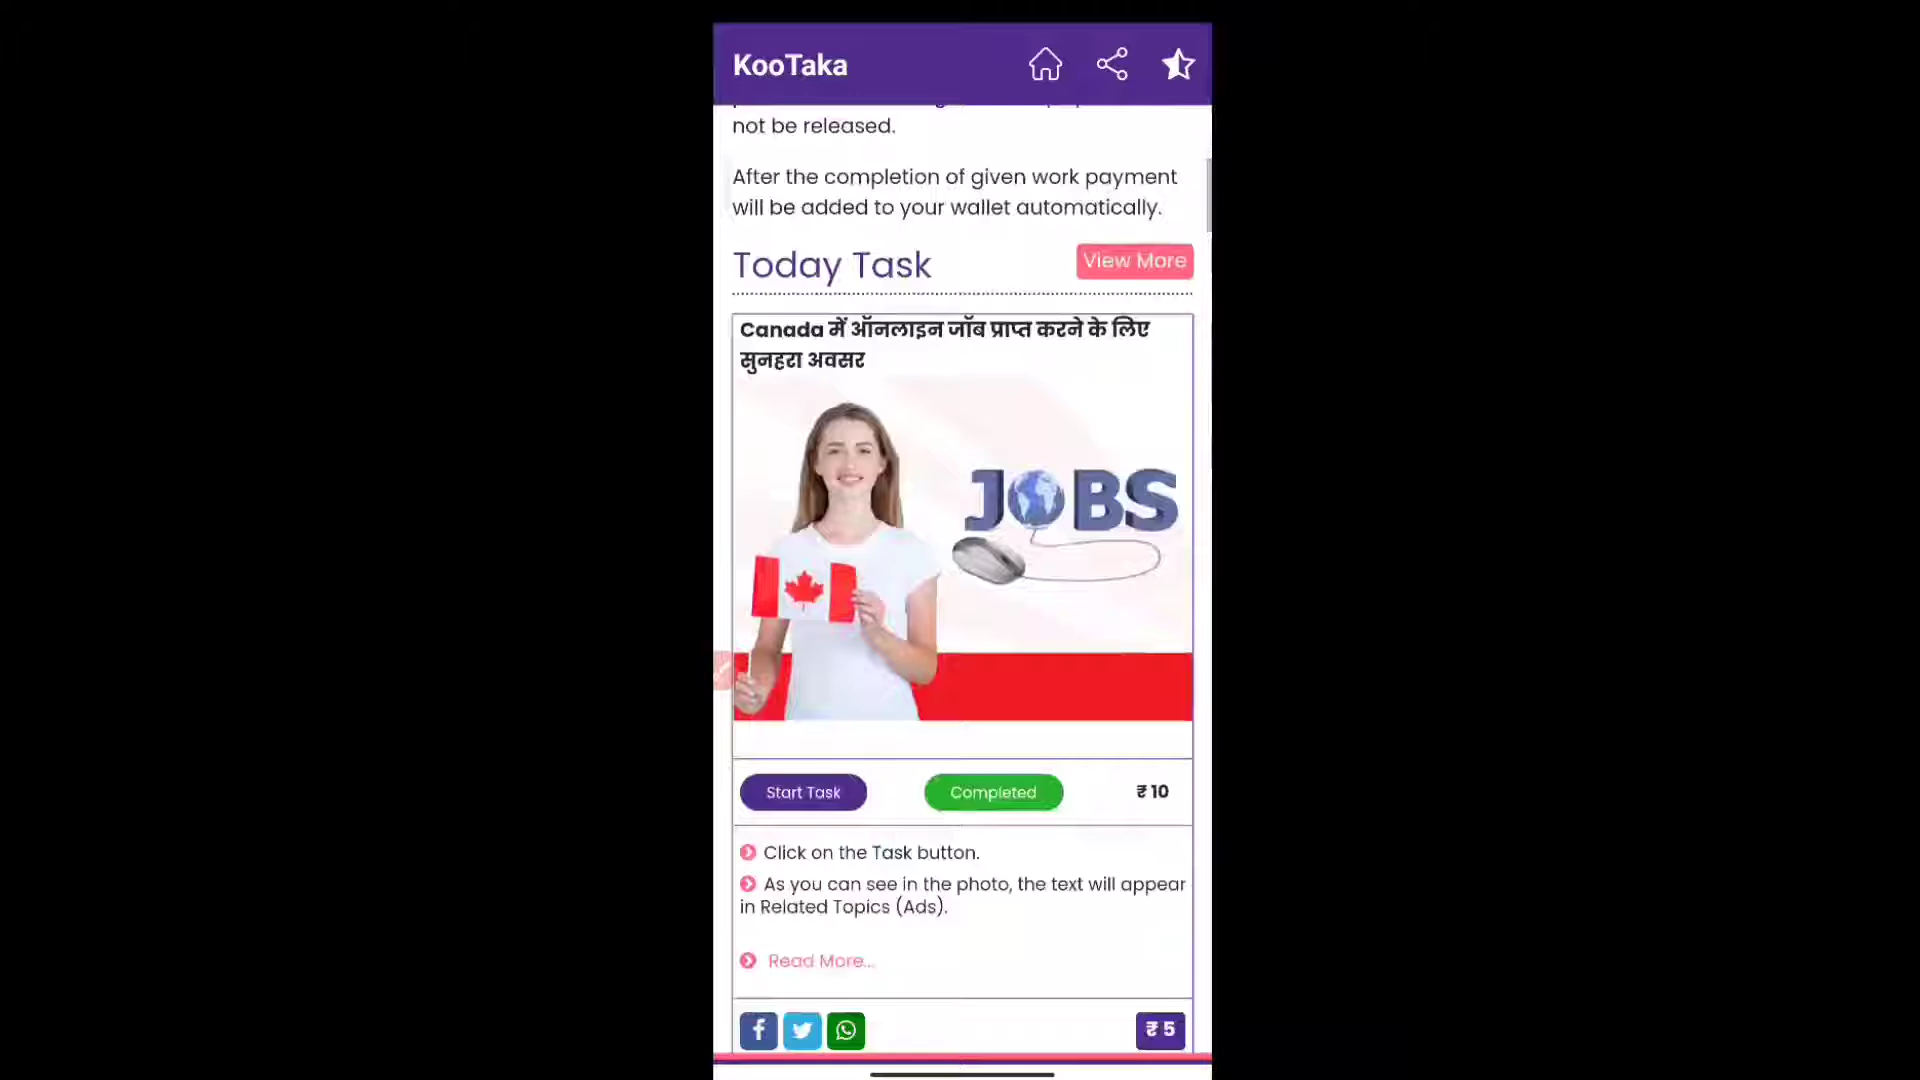 KooTaka
not be released.
After the completion of given work payment
will be added to your wallet automatically.
Today Task
View More
Canada में ऑनलाइन जॉब प्राप्त करने के लिए
सुनहरा अवसर
JOBS
Start Task
Completed
₹ 10
Click on the Task button.
As you can see in the photo, the text will appear
in Related Topics (Ads).
Read More...
₹ 5